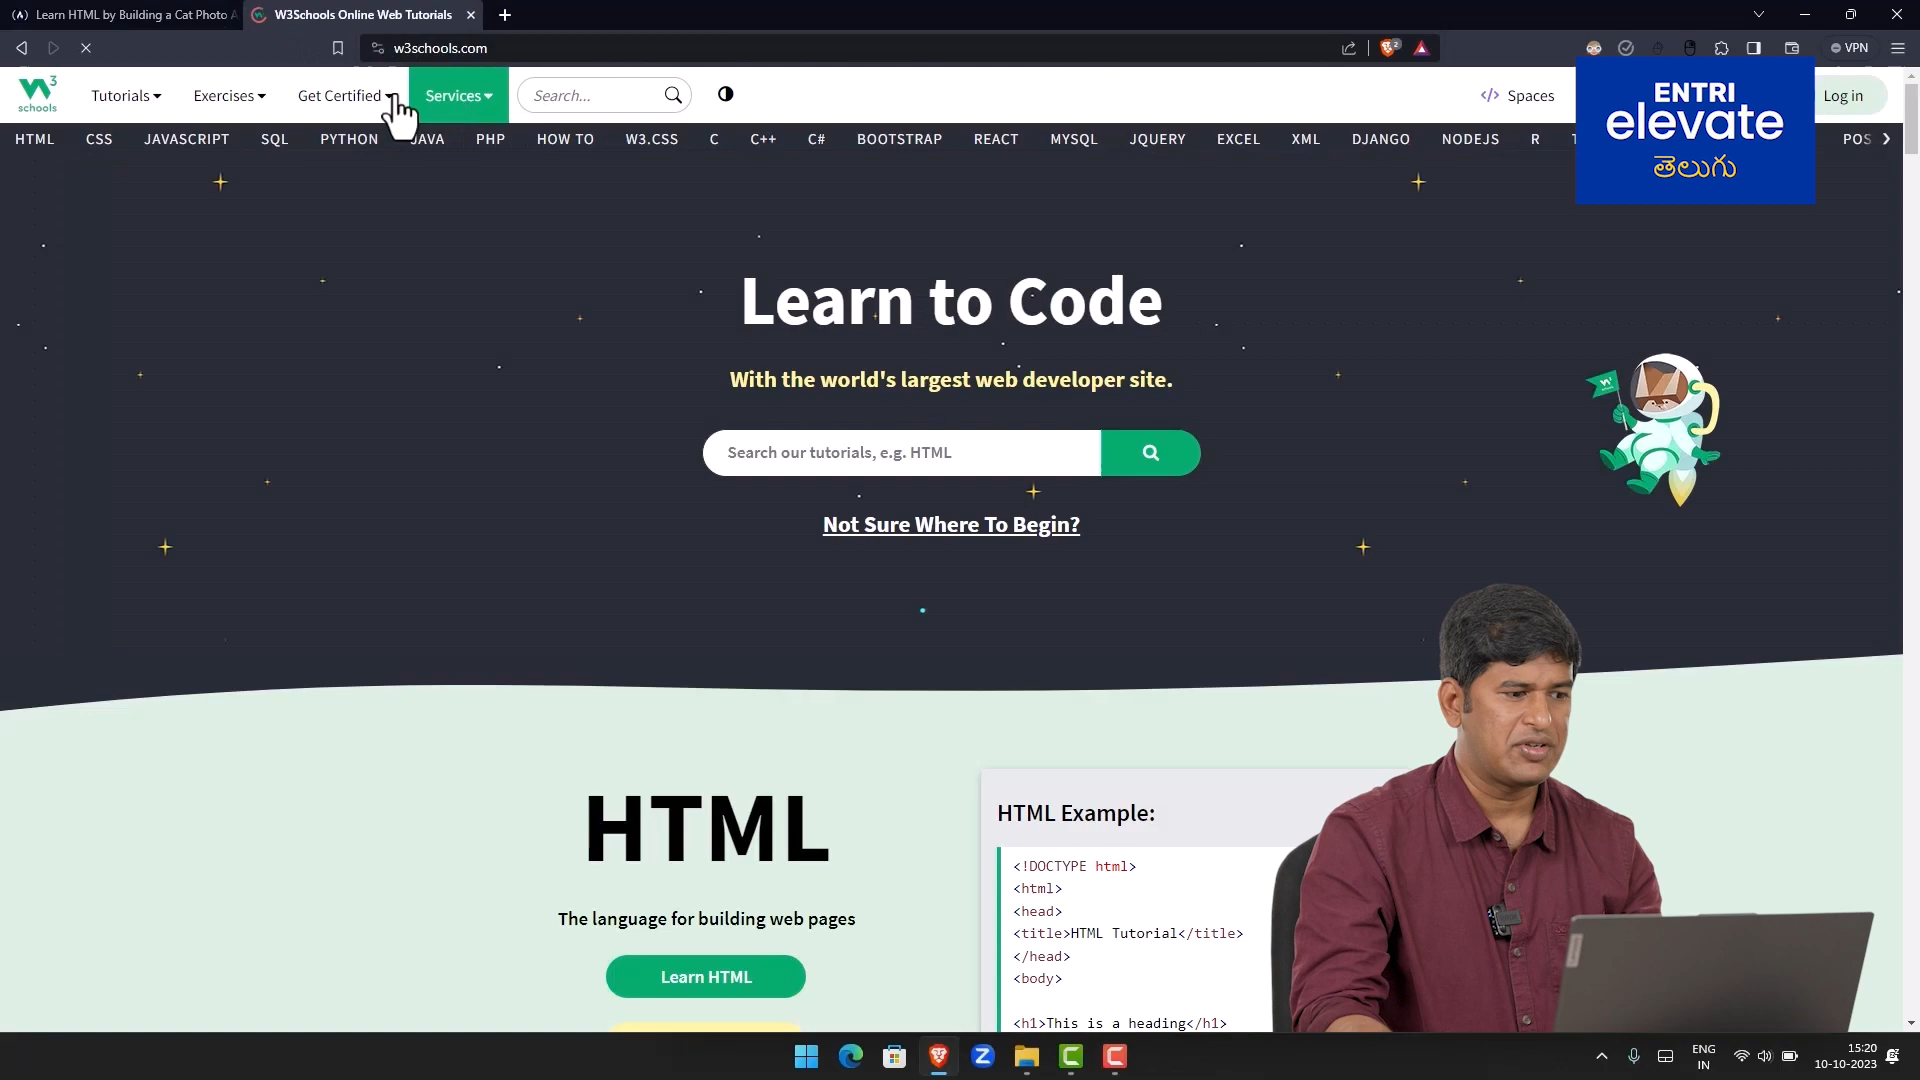 Learn HTML by Building a Cat Photo A
W3Schools Online Web Tutorials
w3schools.com
2
VPN
3
schools
Tutorials
Exercises
Get Certified
Services
Search...
Spaces
Log in
ENTRI
elevate
తెలుగు
HTML CSS JAVASCRIPT SQL PYTHON JAVA PHP HOW TO W3.CSS C C++ C# BOOTSTRAP REACT MYSQL JQUERY EXCEL XML DJANGO NODEJS R
Learn to Code
With the world's largest web developer site.
Search our tutorials, e.g. HTML
Not Sure Where To Begin?
HTML
The language for building web pages
Learn HTML
HTML Example:
<!DOCTYPE html>
<html>
<head>
<title>HTML Tutorial</title>
</head>
<body>
<h1>This is a heading</h1>
ENG
IN
15:20
10-10-2023